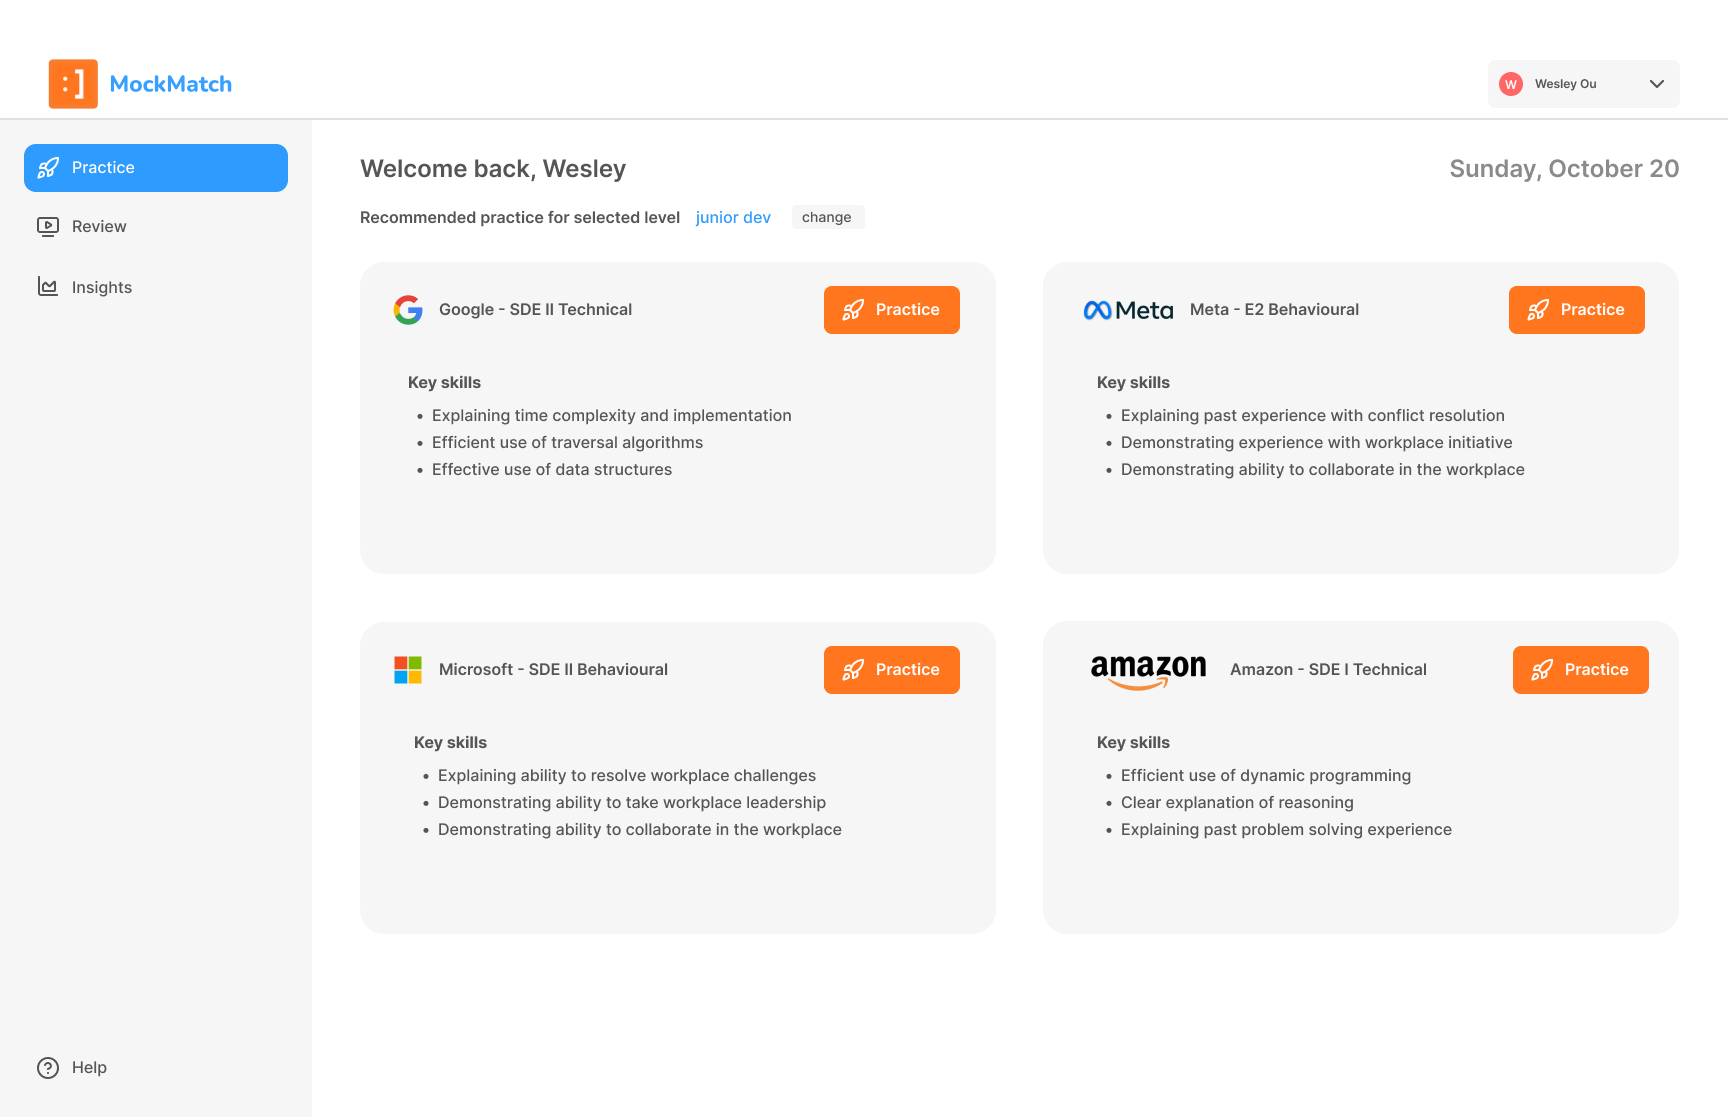 :] MockMatch
W Wesley Ou
Practice
Review
Insights
Help
Welcome back, Wesley
Sunday, October 20
Recommended practice for selected level junior dev change
Google - SDE II Technical
Practice
Key skills
• Explaining time complexity and implementation
• Efficient use of traversal algorithms
• Effective use of data structures
Meta Meta - E2 Behavioural
Practice
Key skills
• Explaining past experience with conflict resolution
• Demonstrating experience with workplace initiative
• Demonstrating ability to collaborate in the workplace
Microsoft - SDE II Behavioural
Practice
Key skills
• Explaining ability to resolve workplace challenges
• Demonstrating ability to take workplace leadership
• Demonstrating ability to collaborate in the workplace
amazon Amazon - SDE I Technical
Practice
Key skills
• Efficient use of dynamic programming
• Clear explanation of reasoning
• Explaining past problem solving experience